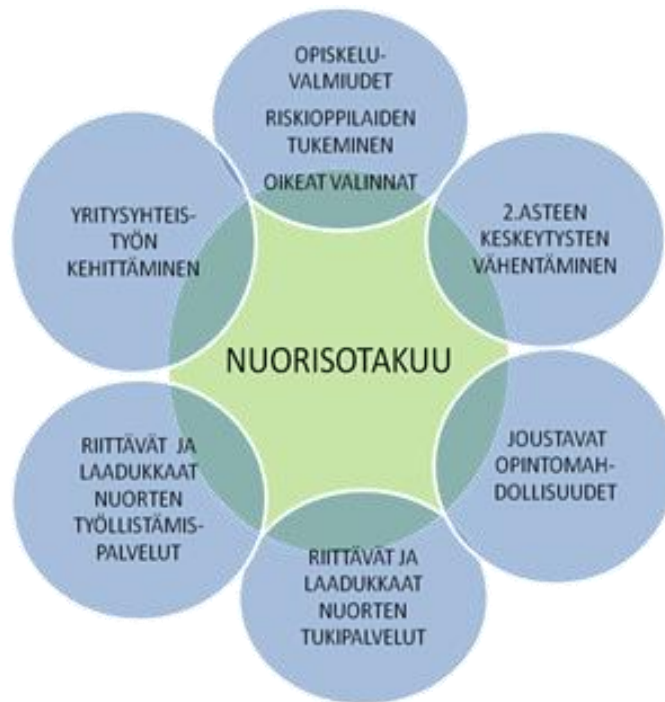 OPISKELU-
VALMIUDET
RISKIOPPILAIDEN
TUKEMINEN
OIKEAT VALINNAT
2.ASTEEN
KESKEYTYSTEN
VÄHENTÄMINEN
JOUSTAVAT
OPINTOMAH-
DOLLISUUDET
RIITTÄVÄT JA
LAADUKKAAT
NUORTEN
TUKIPALVELUT
RIITTÄVÄT JA
LAADUKKAAT
NUORTEN
TYÖLLISTÄMIS-
PALVELUT
YRITYSYHTEIS-
TYÖN
KEHITTÄMINEN
NUORISOTAKUU